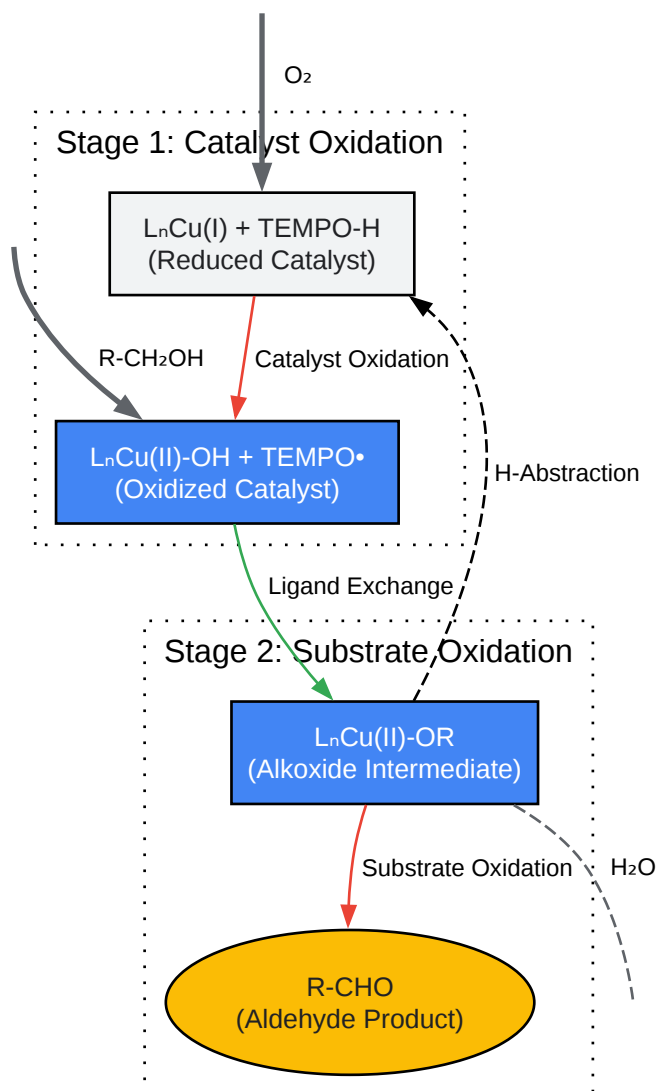 O₂
Stage 1: Catalyst Oxidation
LₙCu(I) + TEMPO-H
(Reduced Catalyst)
R-CH₂OH
Catalyst Oxidation
LₙCu(II)-OH + TEMPO•
(Oxidized Catalyst)
H-Abstraction
Ligand Exchange
Stage 2: Substrate Oxidation
LₙCu(II)-OR
(Alkoxide Intermediate)
Substrate Oxidation
H₂O
R-CHO
(Aldehyde Product)